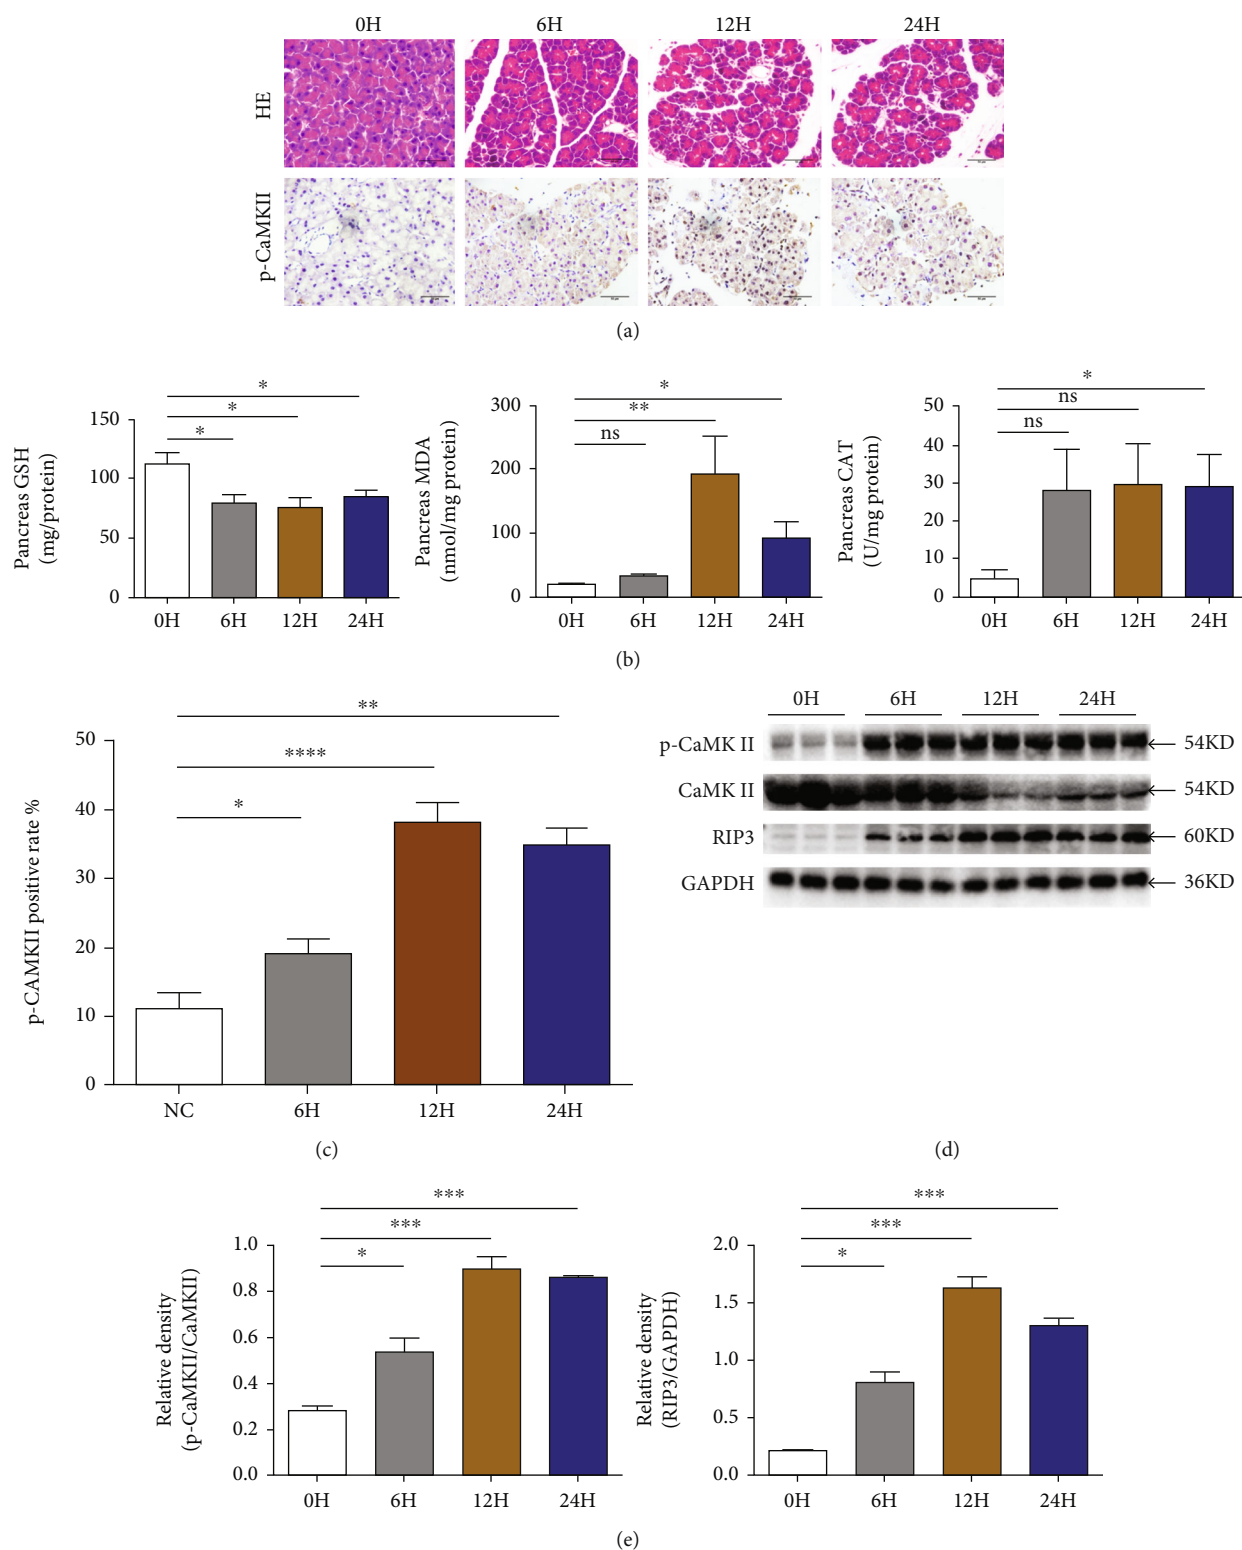 0H 6H 12H 24H
HE
p-CaMKII
(a)
Pancreas GSH
(mg/protein)
150
100
50
0
* * *
0H 6H 12H 24H
Pancreas MDA
(nmol/mg protein)
300
200
100
0
*
**
ns
0H 6H 12H 24H
Pancreas CAT
(U/mg protein)
50
40
30
20
10
0
*
ns
ns
0H 6H 12H 24H
(b)
p-CAMKII positive rate %
50
40
30
20
10
0
**
****
*
NC 6H 12H 24H
(c)
0H 6H 12H 24H
p-CaMK II 54KD
CaMK II 54KD
RIP3 60KD
GAPDH 36KD
(d)
Relative density
(p-CaMKII/CaMKII)
1.0
0.8
0.6
0.4
0.2
0.0
***
***
*
0H 6H 12H 24H
Relative density
(RIP3/GAPDH)
2.0
1.5
1.0
0.5
0.0
***
***
*
0H 6H 12H 24H
(e)